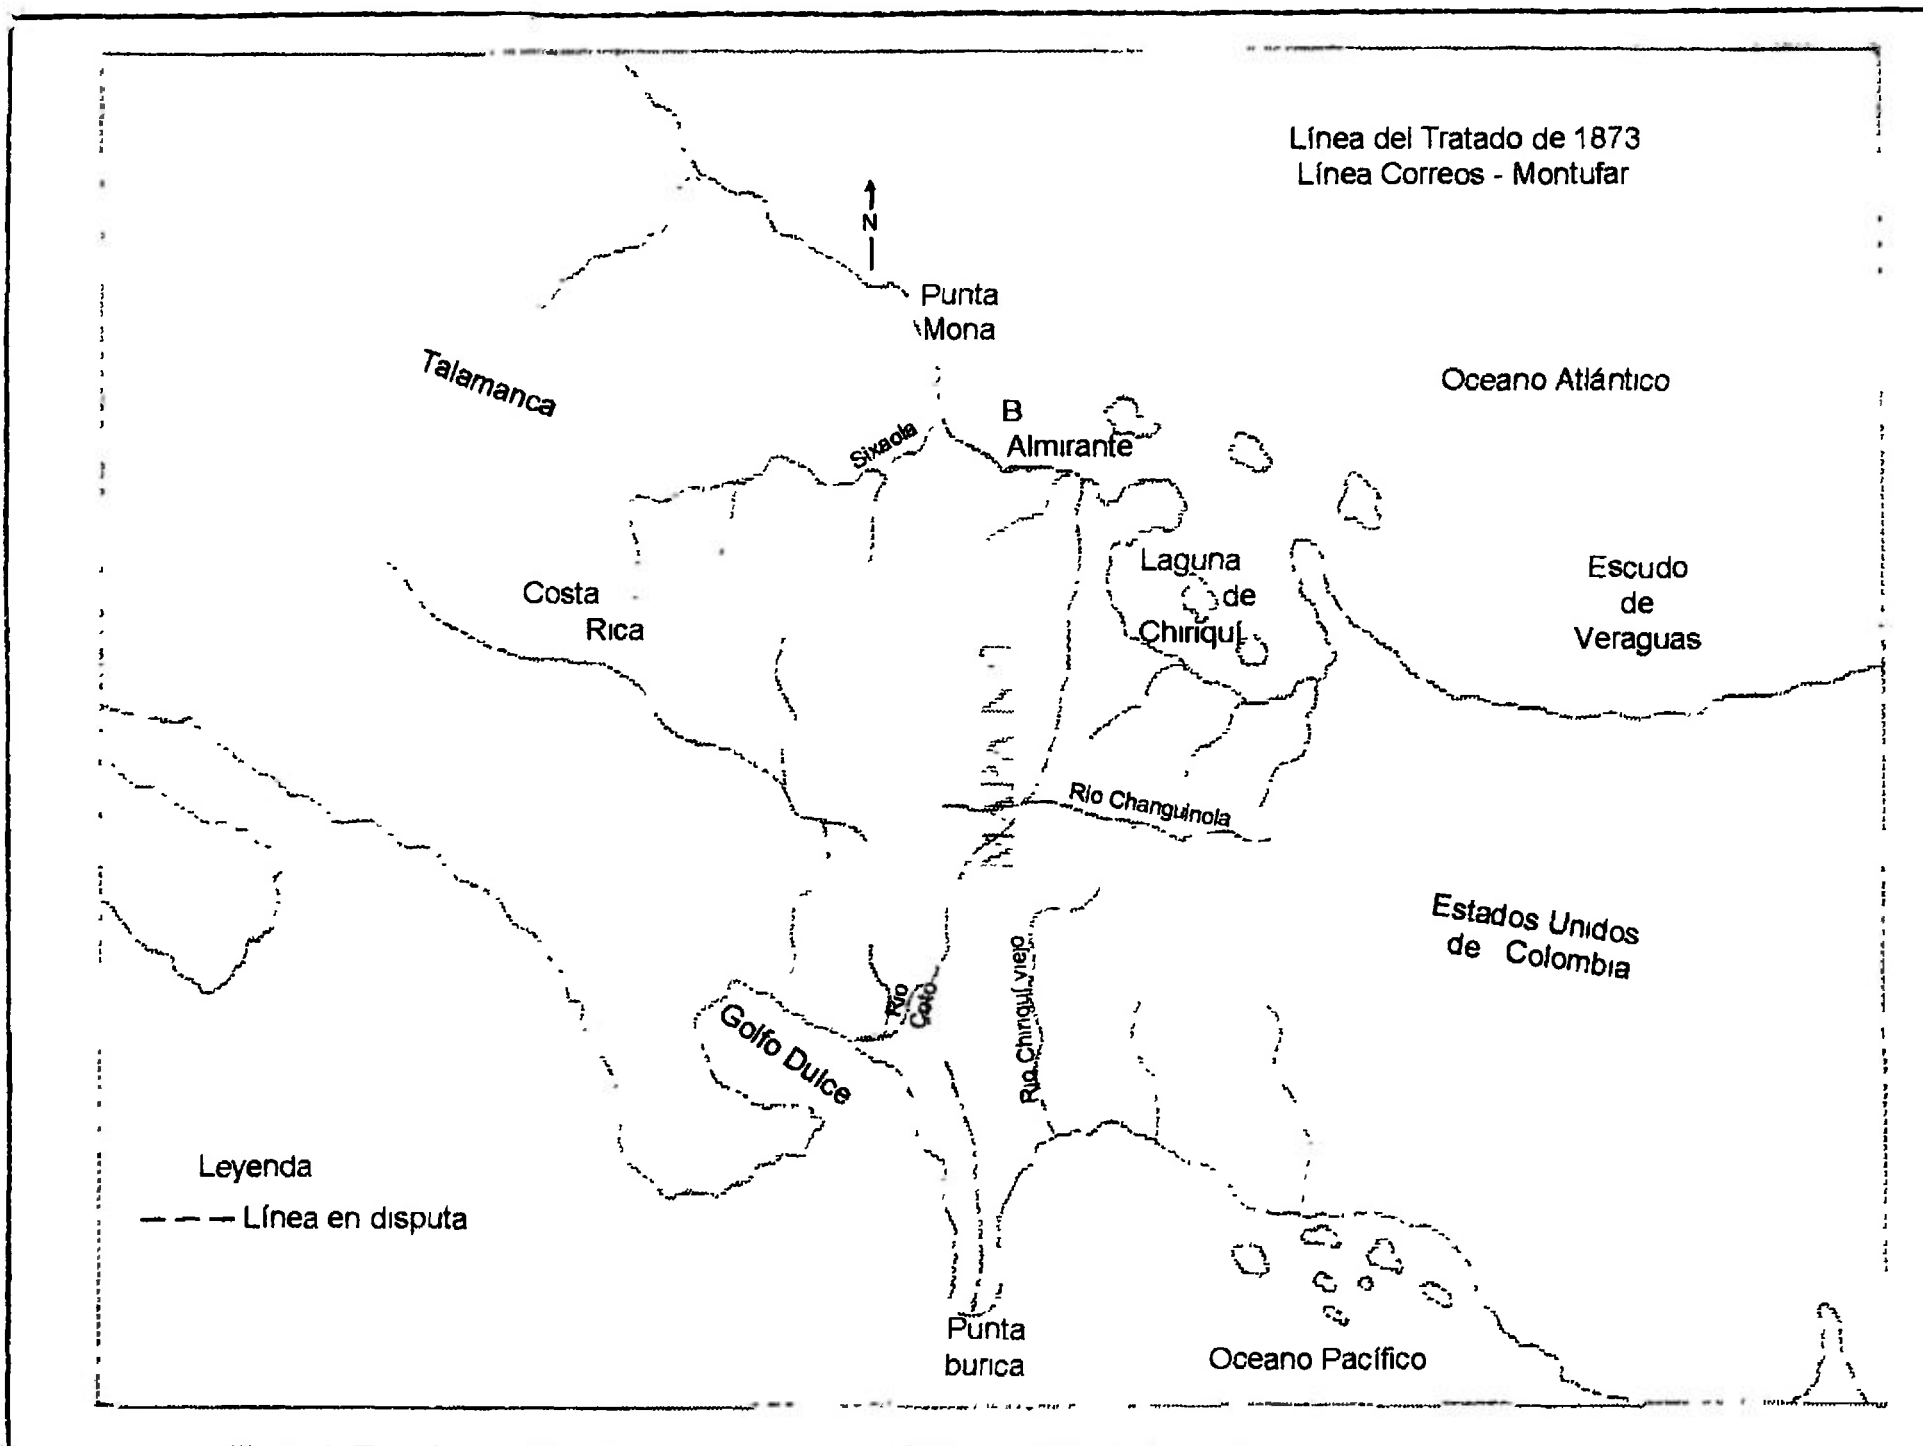 Línea del Tratado de 1873
Línea Correos - Montufar
N
Punta
Mona
Talamanca
Oceano Atlántico
B
Almirante
Sixaola
Laguna
de
Chiriquí
Escudo
de
Veraguas
Costa
Rica
Rio Changuinola
Estados Unidos
de Colombia
Río
Coto
Rio Chiriquí viejo
Golfo Dulce
Leyenda
Línea en disputa
Punta
burica
Oceano Pacífico